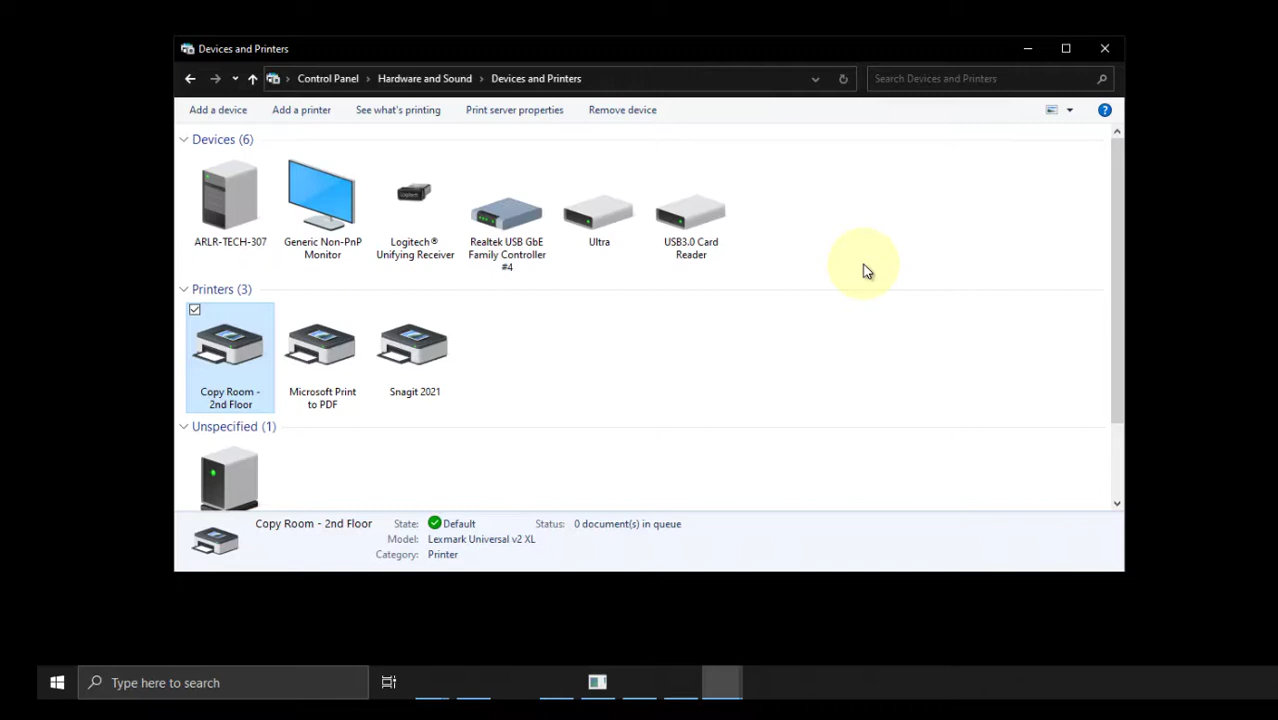 Devices and Printers
Control Panel > Hardware and Sound > Devices and Printers
Search Devices and Printers
Add a device Add a printer See what's printing Print server properties Remove device
Devices (6)
ARLR-TECH-307
Generic Non-PnP
Monitor
Logitech®
Unifying Receiver
Realtek USB GbE
Family Controller
#4
Ultra
USB3.0 Card
Reader
Printers (3)
Copy Room -
2nd Floor
Microsoft Print
to PDF
Snagit 2021
Unspecified (1)
Copy Room - 2nd Floor
State: Default
Status: 0 document(s) in queue
Model: Lexmark Universal v2 XL
Category: Printer
Type here to search